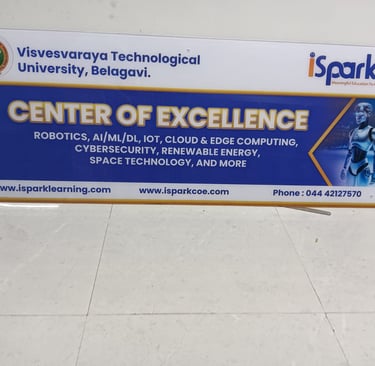 Visvesvaraya Technological
University, Belagavi.
iSpark
CENTER OF EXCELLENCE
ROBOTICS, AI/ML/DL, IOT, CLOUD & EDGE COMPUTING,
CYBERSECURITY, RENEWABLE ENERGY,
SPACE TECHNOLOGY, AND MORE
ww.isparklearning.com www.isparkcoe.com Phone : 044 42127570